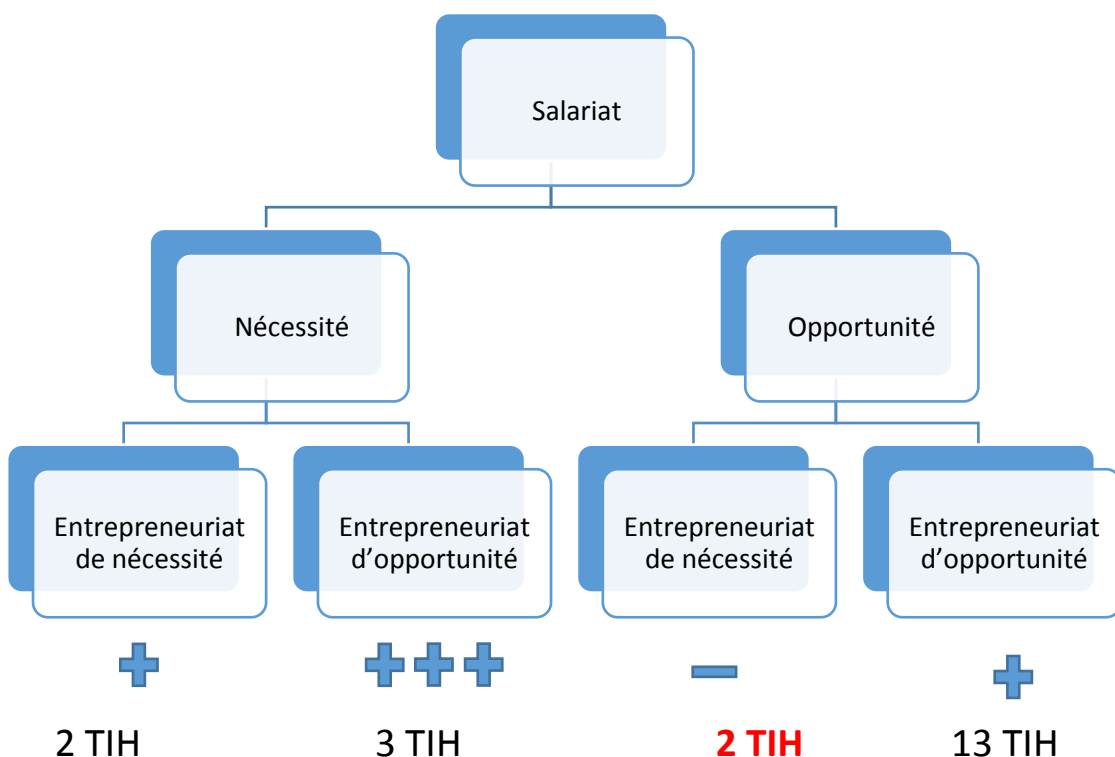 Salariat
Nécessité
Opportunité
Entrepreneuriat
de nécessité
Entrepreneuriat
d’opportunité
Entrepreneuriat
de nécessité
Entrepreneuriat
d’opportunité
2 TIH
3 TIH
2 TIH
13 TIH